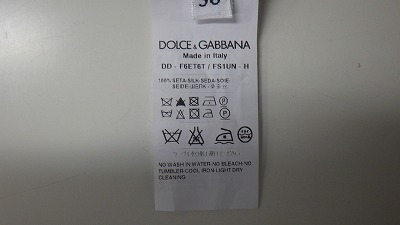 DOLCE & GABBANA
Made in Italy
DD - F6ET6T / FS1UN - H
100% SETA-SILK-SEDA-SOIE-
NO WASH IN WATER-NO BLEACH-NO
TUMBLER-COOL IRON-LIGHT DRY
CLEANING